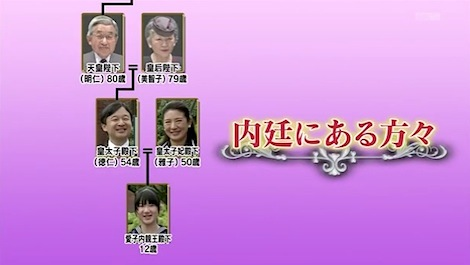 天皇陛下
(明仁) 80歳
皇后陛下
(美智子) 79歳
皇太子殿下
(徳仁) 54歳
皇太子妃殿下
(雅子) 50歳
内廷にある方々
愛子内親王殿下
12歳